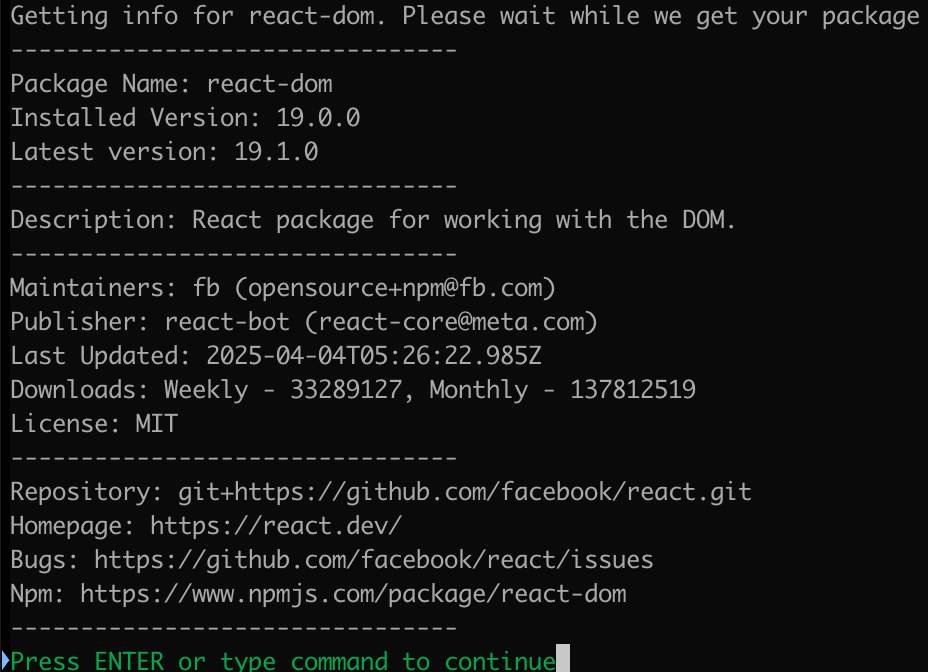 Getting info for react-dom. Please wait while we get your package
--------------------------------
Package Name: react-dom
Installed Version: 19.0.0
Latest version: 19.1.0
--------------------------------
Description: React package for working with the DOM.
--------------------------------
Maintainers: fb (opensource+npm@fb.com)
Publisher: react-bot (react-core@meta.com)
Last Updated: 2025-04-04T05:26:22.985Z
Downloads: Weekly - 33289127, Monthly - 137812519
License: MIT
--------------------------------
Repository: git+https://github.com/facebook/react.git
Homepage: https://react.dev/
Bugs: https://github.com/facebook/react/issues
Npm: https://www.npmjs.com/package/react-dom
--------------------------------
Press ENTER or type command to continue